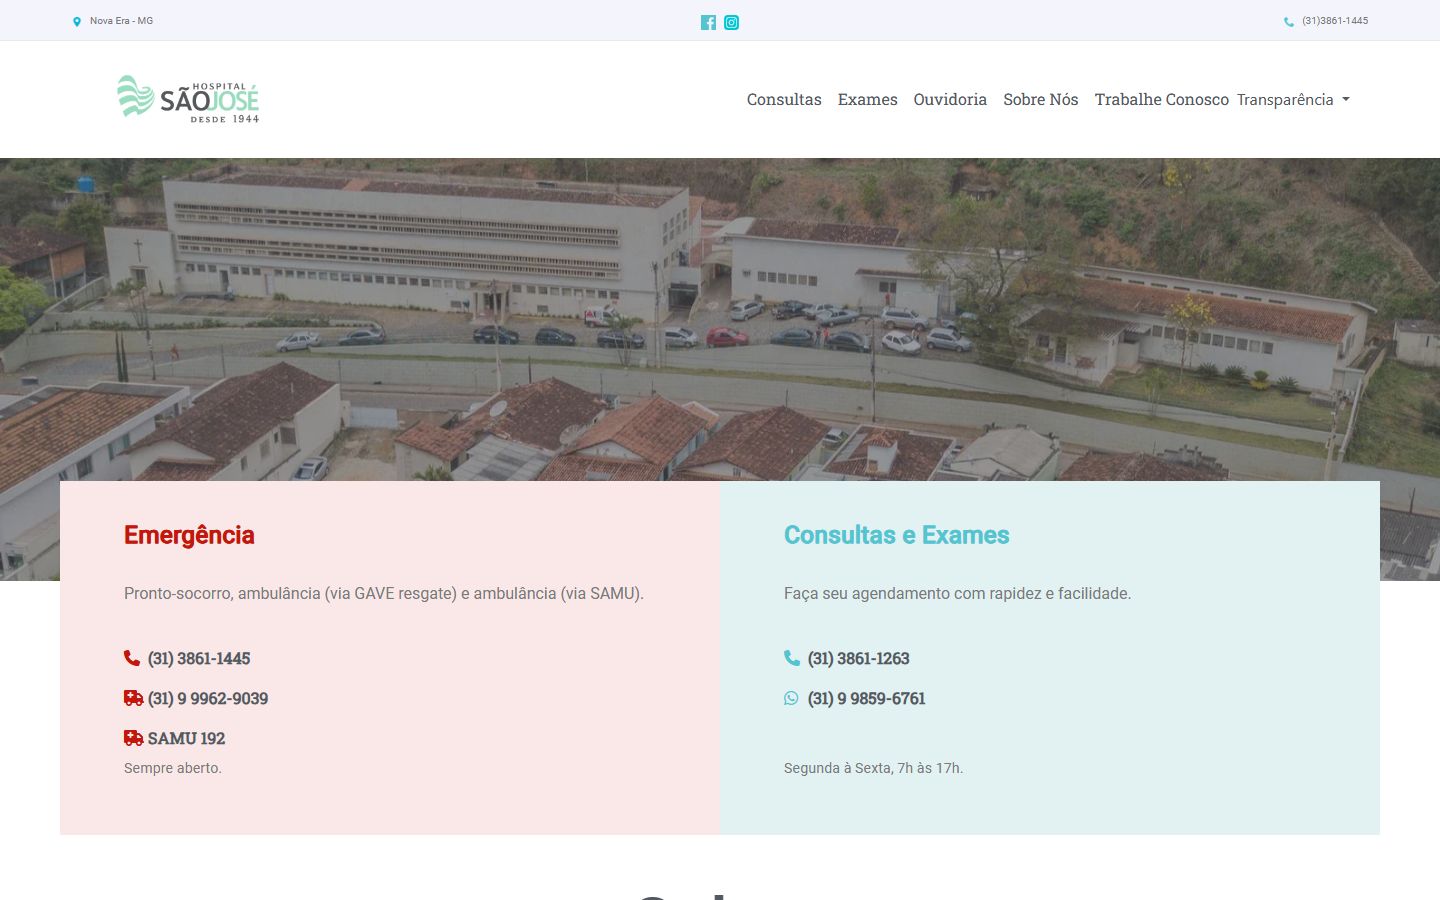 Nova Era - MG
(31)3861-1445
HOSPITAL
SÃOJOSÉ
DESDE 1944
Consultas
Exames
Ouvidoria
Sobre Nós
Trabalhe Conosco
Transparência
Emergência
Pronto-socorro, ambulância (via GAVE resgate) e ambulância (via SAMU).
(31) 3861-1445
(31) 9 9962-9039
SAMU 192
Sempre aberto.
Consultas e Exames
Faça seu agendamento com rapidez e facilidade.
(31) 3861-1263
(31) 9 9859-6761
Segunda à Sexta, 7h às 17h.